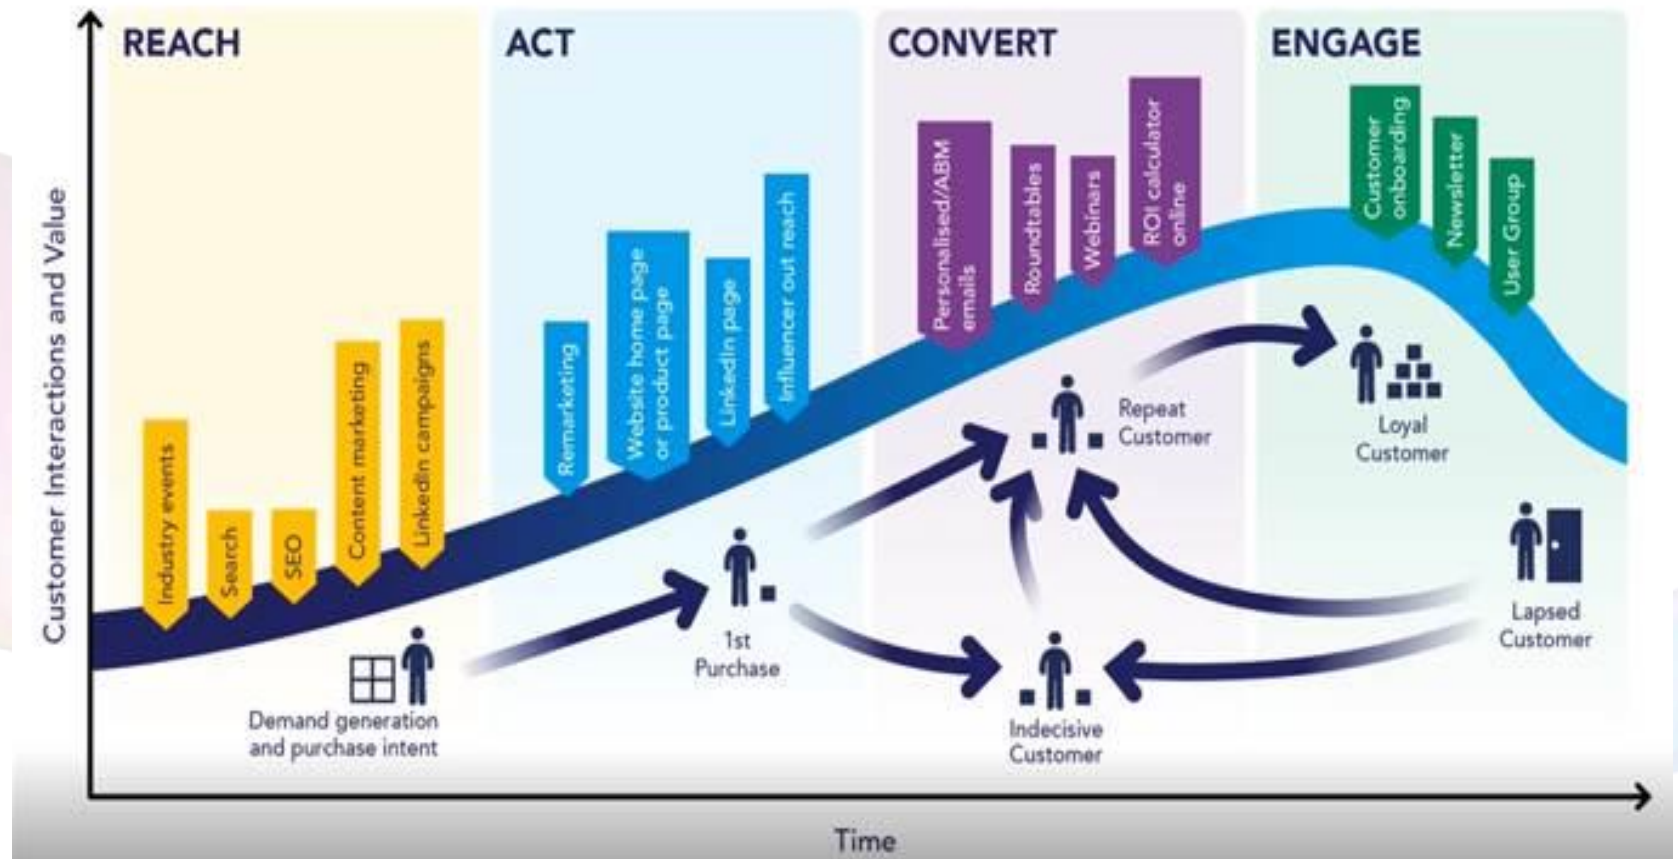 REACH
ACT
CONVERT
ENGAGE
Customer Interactions and Value
Industry events
Search
SEO
Content marketing
LinkedIn campaigns
Remarketing
Website home page
or product page
LinkedIn page
Influencer out reach
Personalised/ABM
emails
Roundtables
Webinars
ROI calculator
online
Customer
onboarding
Newsletter
User Group
Demand generation
and purchase intent
1st
Purchase
Repeat
Customer
Indecisive
Customer
Loyal
Customer
Lapsed
Customer
Time